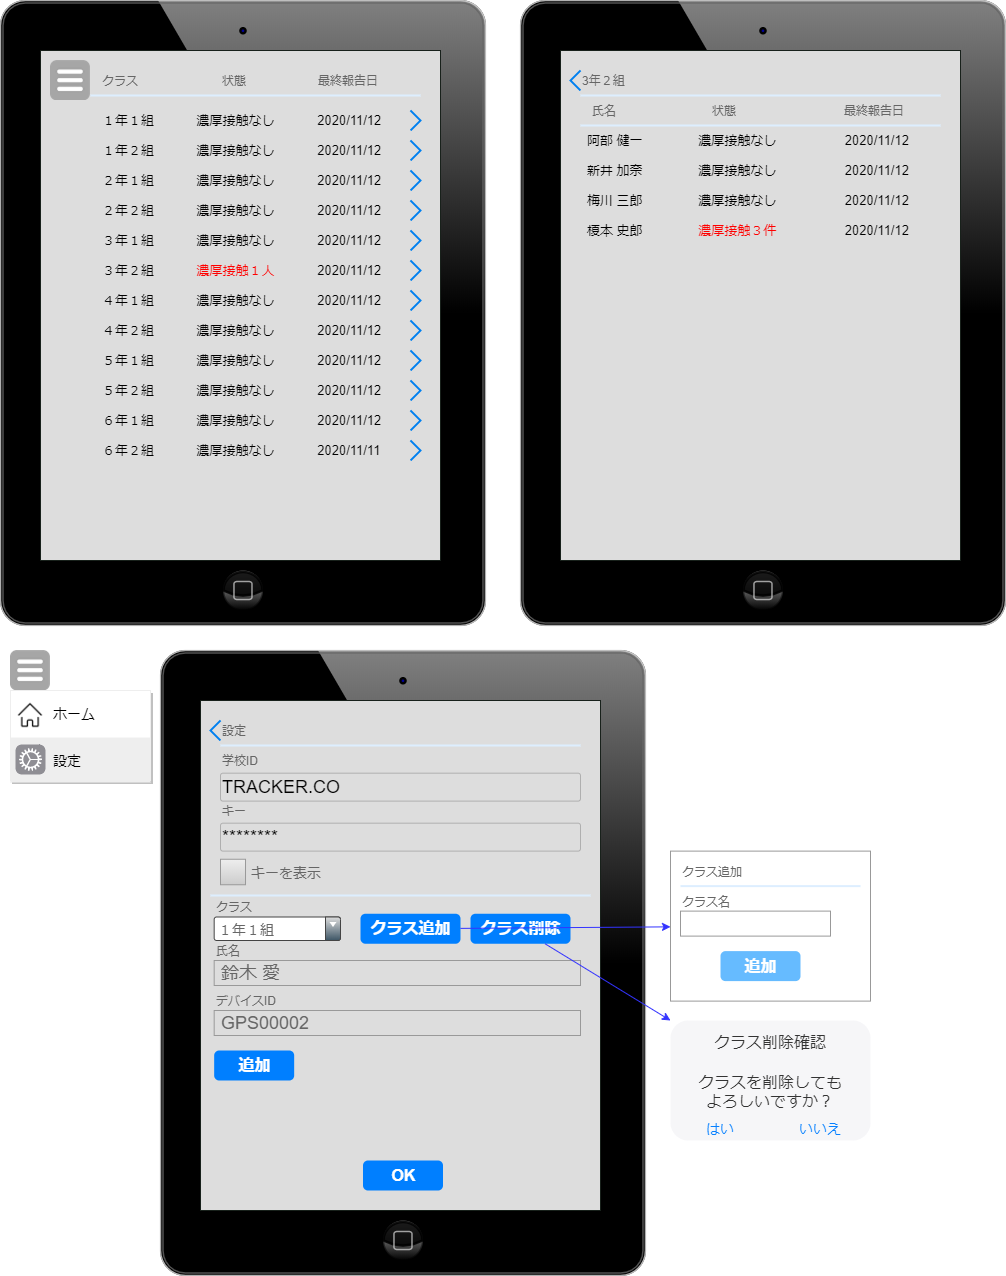 クラス 状態 最終報告日
１年１組 濃厚接触なし 2020/11/12
１年２組 濃厚接触なし 2020/11/12
２年１組 濃厚接触なし 2020/11/12
２年２組 濃厚接触なし 2020/11/12
３年１組 濃厚接触なし 2020/11/12
３年２組 濃厚接触１人 2020/11/12
４年１組 濃厚接触なし 2020/11/12
４年２組 濃厚接触なし 2020/11/12
５年１組 濃厚接触なし 2020/11/12
５年２組 濃厚接触なし 2020/11/12
６年１組 濃厚接触なし 2020/11/12
６年２組 濃厚接触なし 2020/11/11
3年２組
氏名 状態 最終報告日
阿部 健一 濃厚接触なし 2020/11/12
新井 加奈 濃厚接触なし 2020/11/12
梅川 三郎 濃厚接触なし 2020/11/12
榎本 史郎 濃厚接触３件 2020/11/12
ホーム
設定
設定
学校ID
TRACKER.CO
キー
********
キーを表示
クラス
１年１組 クラス追加 クラス削除
氏名
鈴木 愛
デバイスID
GPS00002
追加
OK
クラス追加
クラス名
追加
クラス削除確認
クラスを削除しても
よろしいですか？
はい いいえ